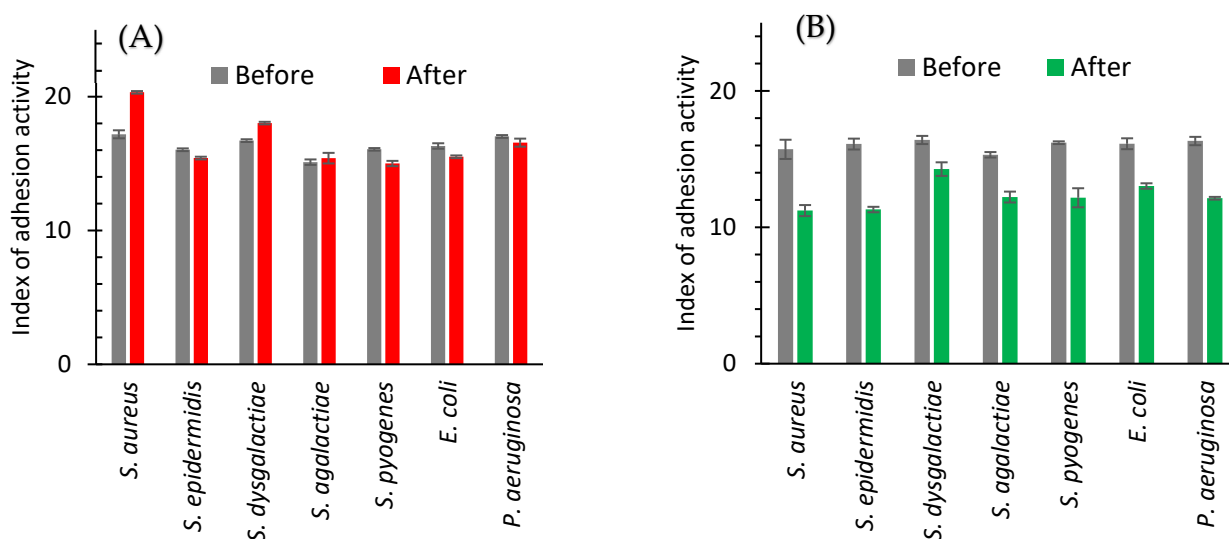 (A)
Before
After
Index of adhesion activity
20
10
0
S. aureus
S. epidermidis
S. dysgalactiae
S. agalactiae
S. pyogenes
E. coli
P. aeruginosa
(B)
Before
After
Index of adhesion activity
20
10
0
S. aureus
S. epidermidis
S. dysgalactiae
S. agalactiae
S. pyogenes
E. coli
P. aeruginosa